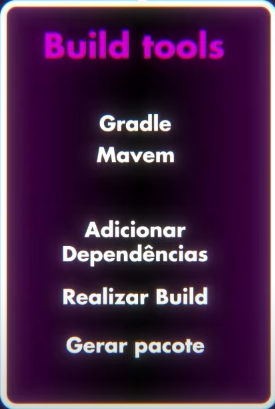 Build tools
Gradle
Mavem
Adicionar
Dependências
Realizar Build
Gerar pacote